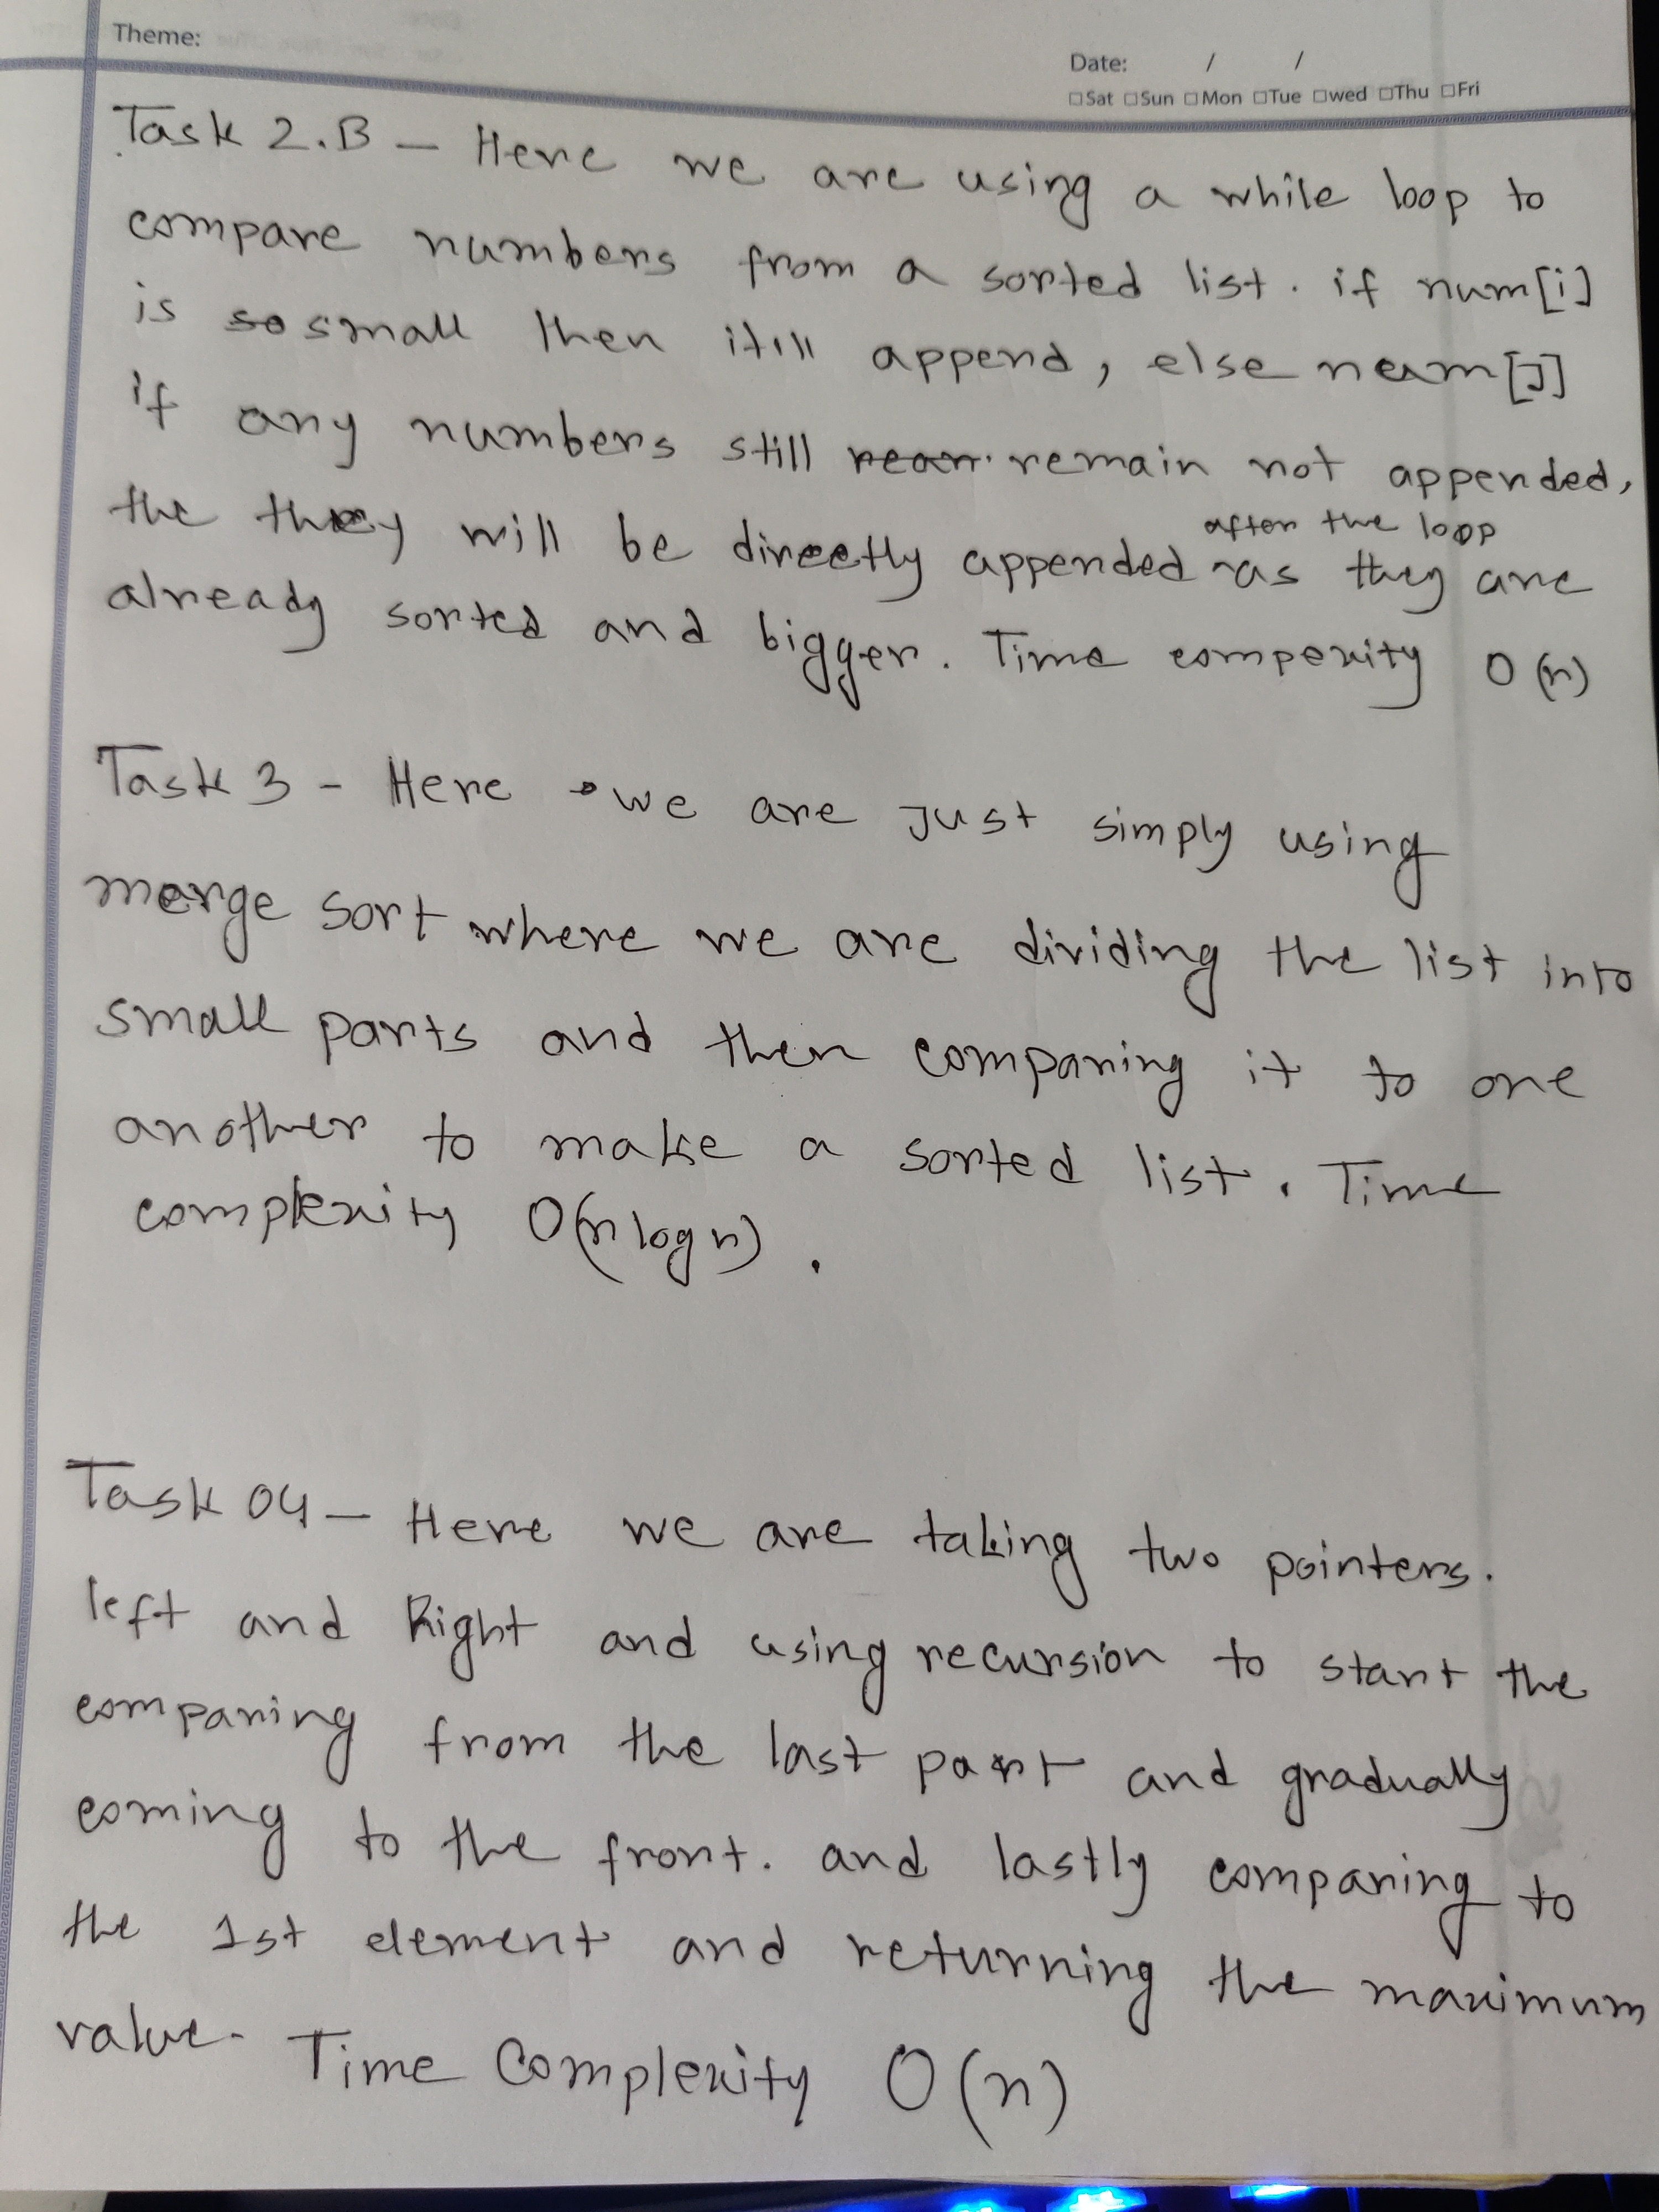 Theme:
Date: / /
□Sat □Sun □Mon □Tue □wed □Thu □Fri
Task 2.B — Here we are using a while loop to
compare numbers from a sorted list. if num[i]
is so small then it'll append, else num[J]
if any numbers still remain not appended,
the they will be directly appended as they are
after the loop
already sorted and bigger. Time compexity O(n)
Task 3 - Here we are Just simply using
merge sort where we are dividing the list into
small parts and then comparing it to one
another to make a sorted list. Time
complexity O(n log n).
Task 04 — Here we are taking two pointers.
left and Right and using recursion to start the
comparing from the last part and gradually
coming to the front. and lastly comparing to
the 1st element and returning the maximum
value. Time Complexity O(n)